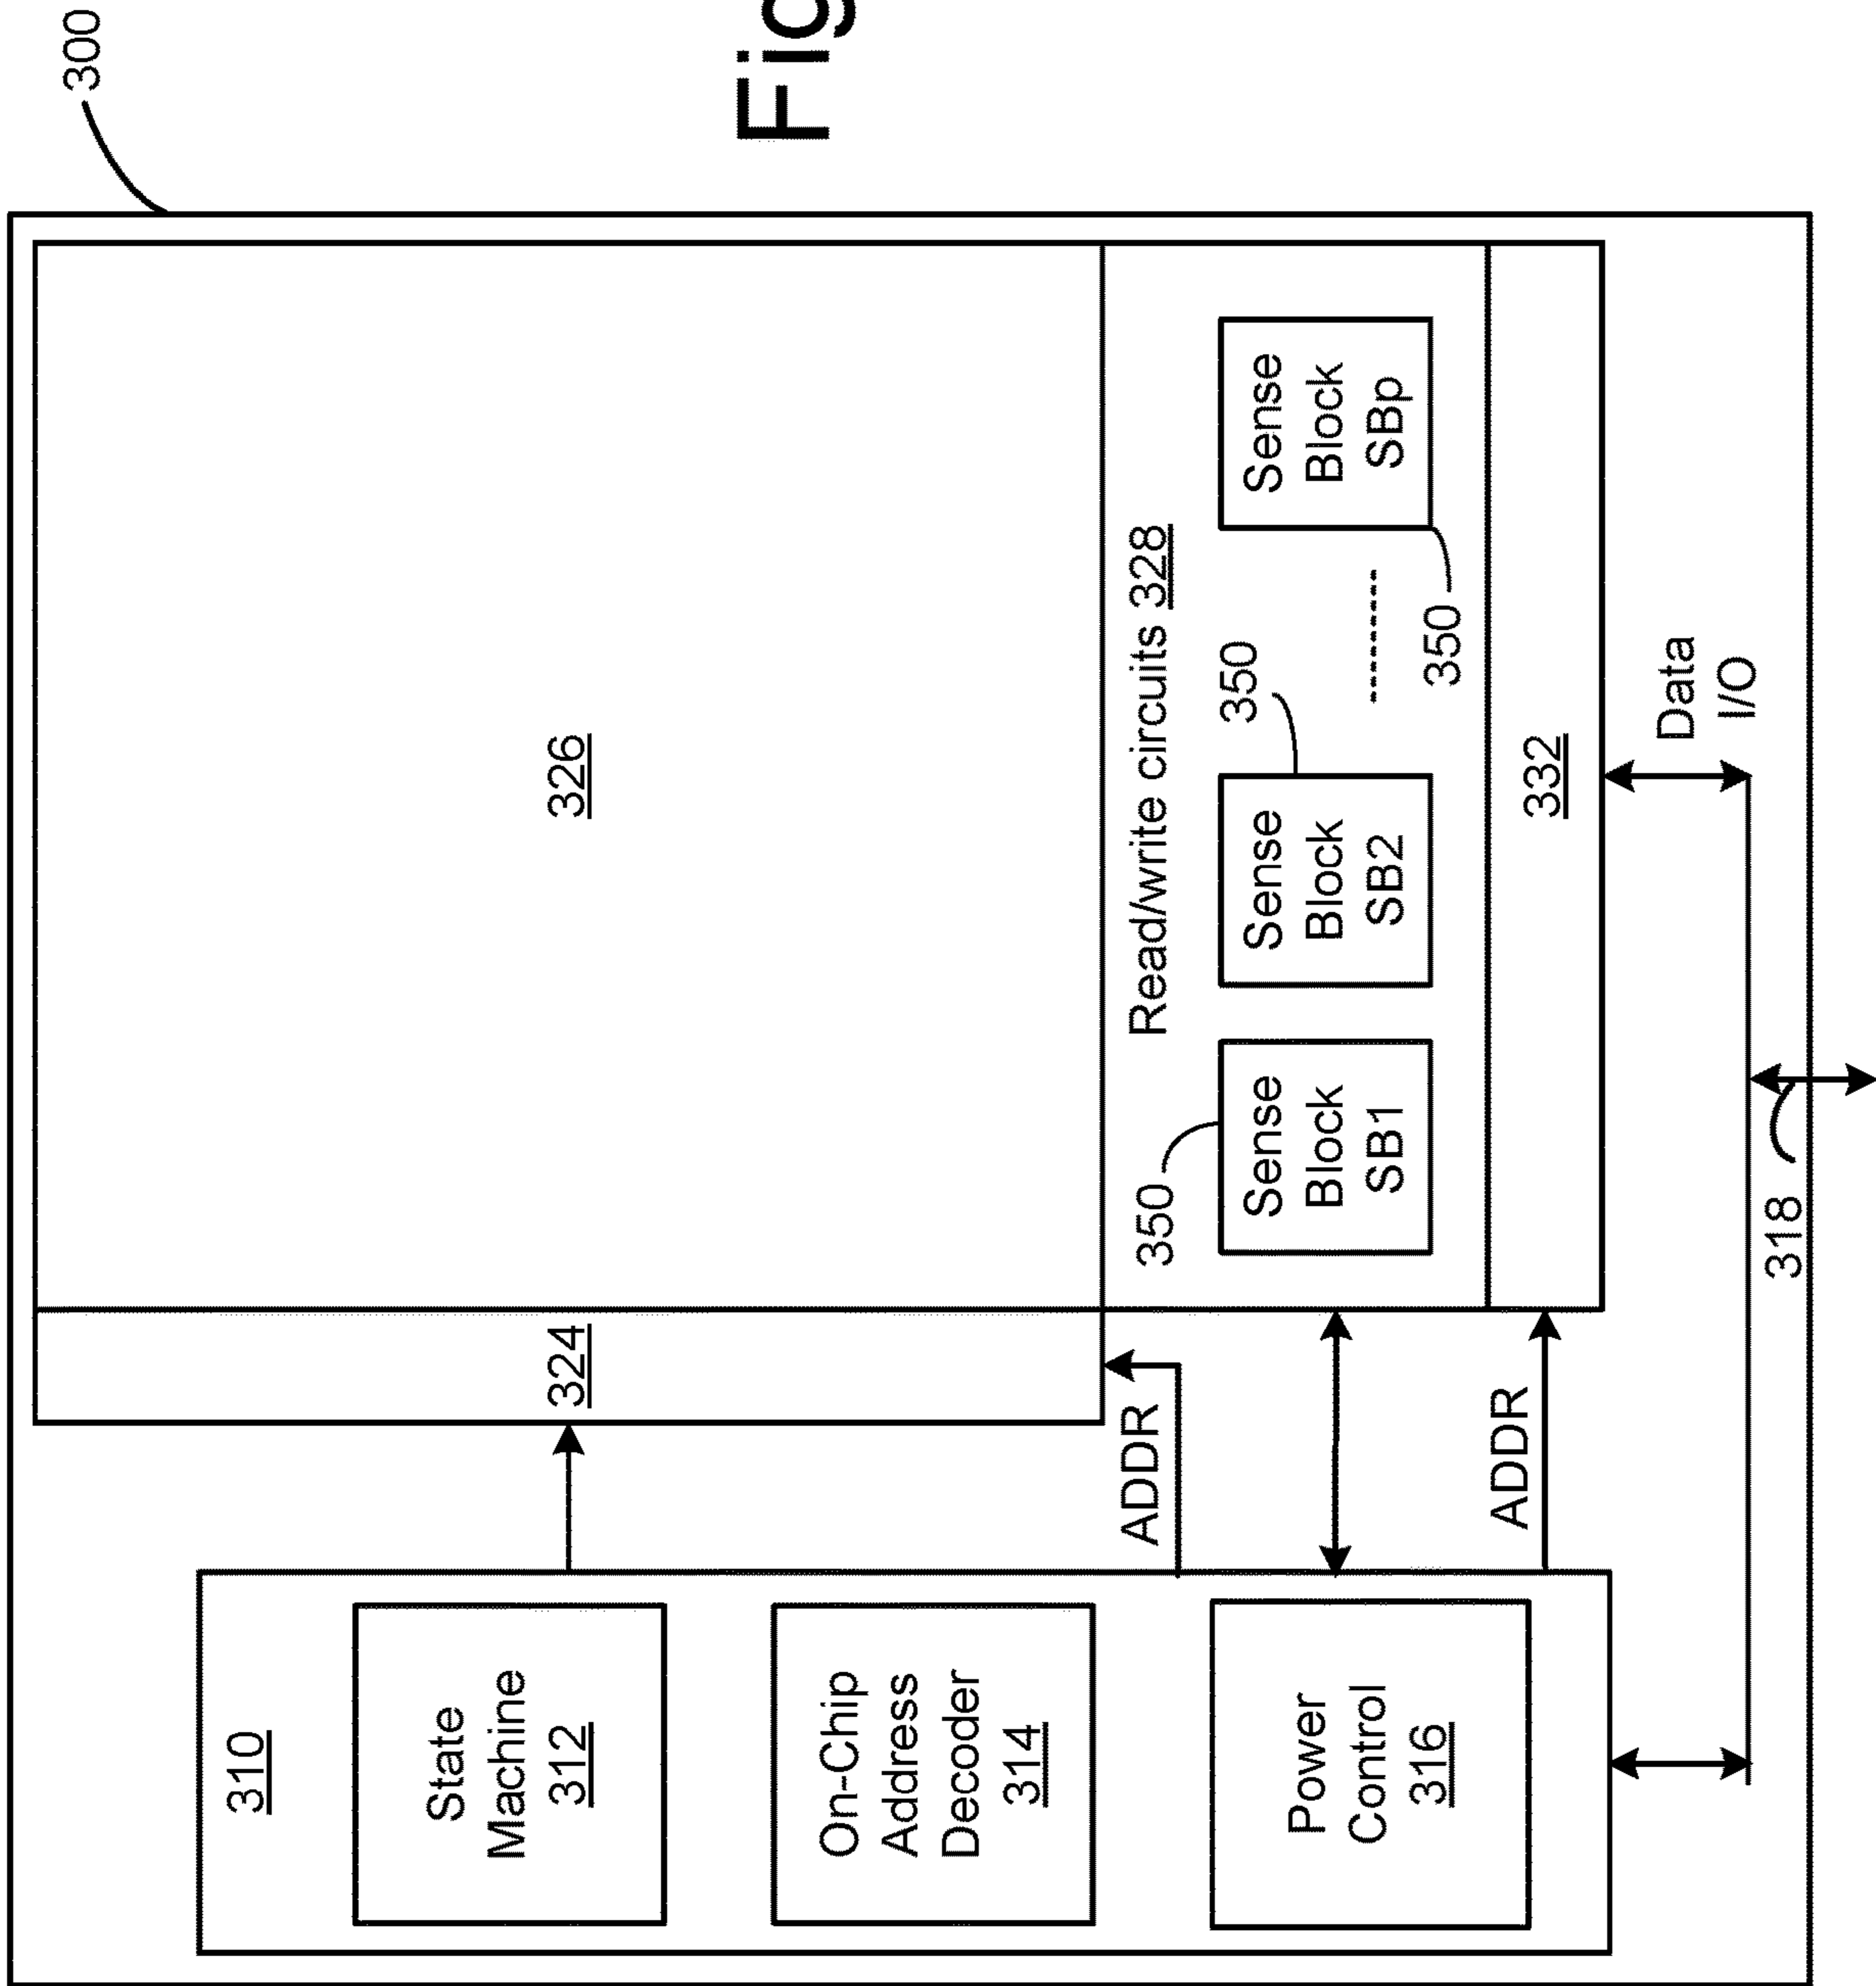 300
310
State
Machine
312
324
326
Fig
On-Chip
Address
Decoder
314
ADDR
Read/write circuits 328
350
350
Sense
Block
SB1
Sense
Block
SB2
Sense
Block
SBp
350
Power
Control
316
ADDR
332
Data
I/O
318